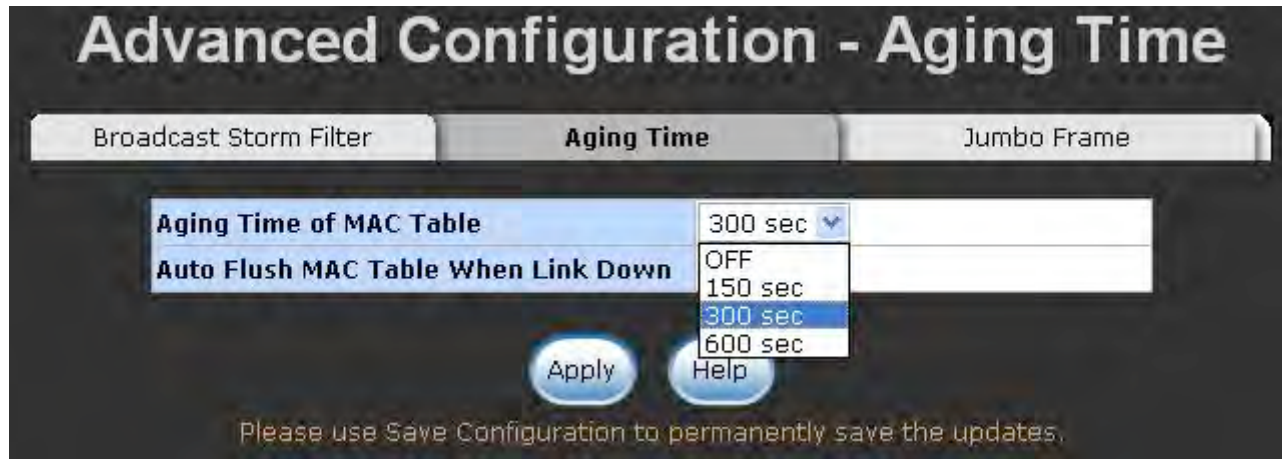 Advanced Configuration - Aging Time
Broadcast Storm Filter Aging Time Jumbo Frame
Aging Time of MAC Table 300 sec
Auto Flush MAC Table When Link Down
OFF
150 sec
300 sec
600 sec
Apply Help
Please use Save Configuration to permanently save the updates.